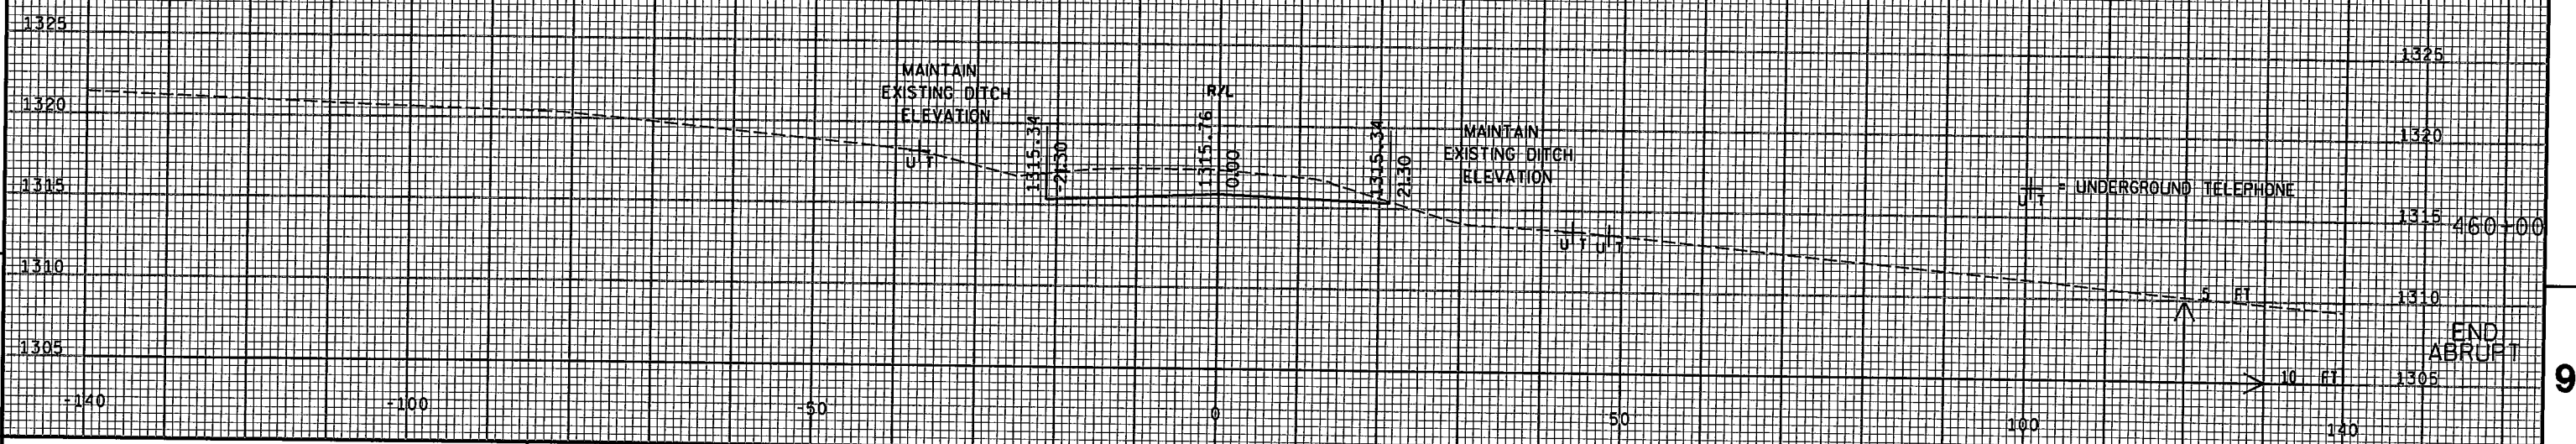 1325
1325
MAINTAIN
EXISTING DITCH
ELEVATION
R/L
1320
1315.34
-21.30
1315.76
0.00
1315.34
21.30
MAINTAIN
EXISTING DITCH
ELEVATION
1320
U T
1315
U T = UNDERGROUND TELEPHONE
1315
460+00
U T
U T
1310
5 FT
1310
END
ABRUPT
1305
10 FT
1305
9
-140
-100
-50
0
50
100
140